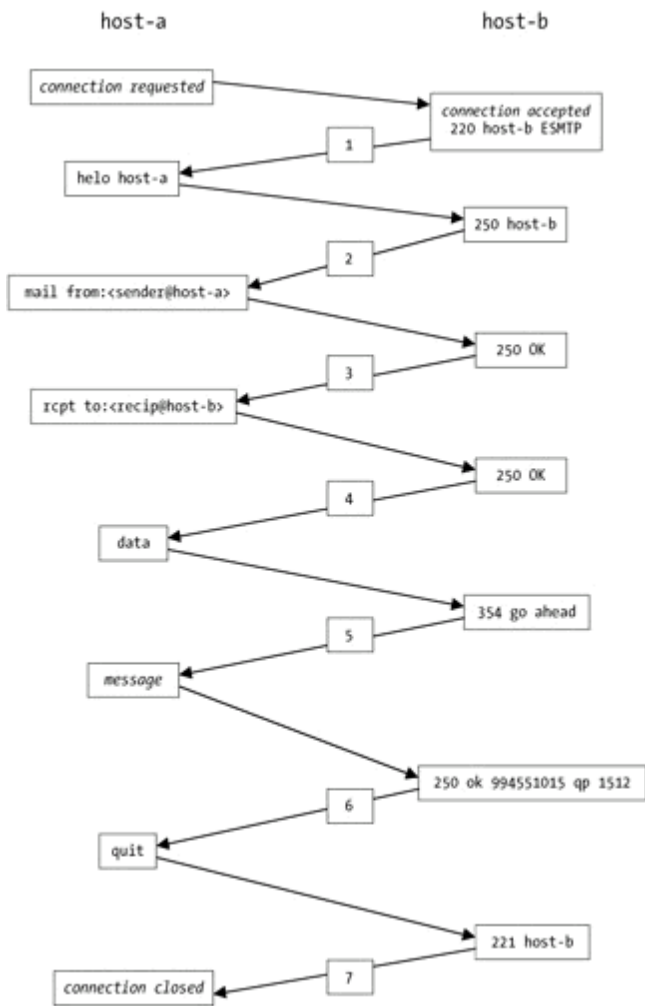 host-a
host-b
connection requested
connection accepted
220 host-b ESMTP
1
helo host-a
250 host-b
2
mail from:<sender@host-a>
250 OK
3
rcpt to:<recip@host-b>
250 OK
4
data
354 go ahead
5
message
250 ok 994551015 qp 1512
6
quit
221 host-b
7
connection closed